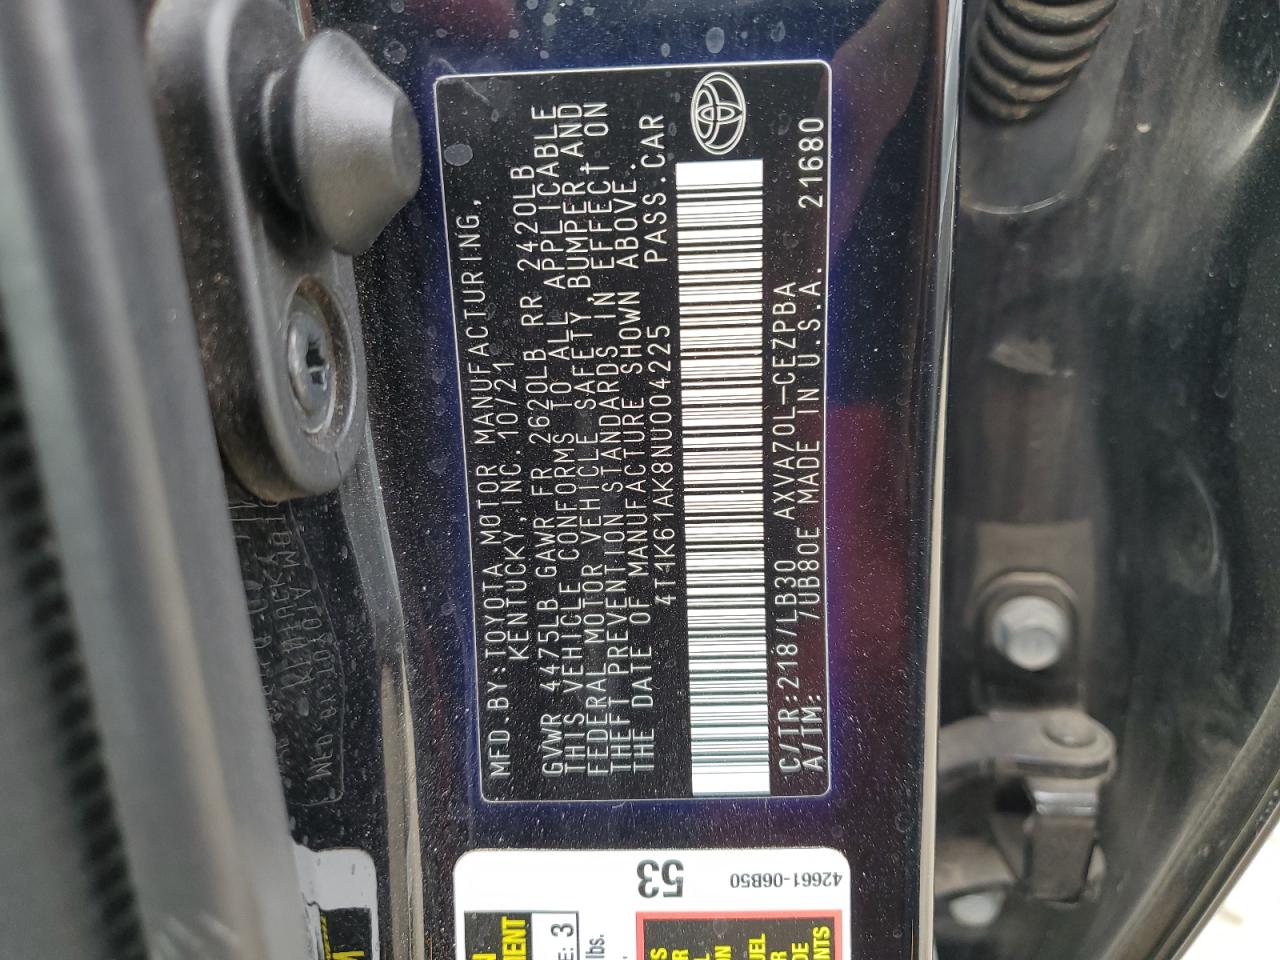 MFD.BY:TOYOTA MOTOR MANUFACTURING,
KENTUCKY,INC. 10/21
GVWR 4475LB GAWR FR 2620LB RR 2420LB
THIS VEHICLE CONFORMS TO ALL APPLICABLE
FEDERAL MOTOR VEHICLE SAFETY,BUMPER,AND
THEFT PREVENTION STANDARDS IN EFFECT ON
THE DATE OF MANUFACTURE SHOWN ABOVE.
4T1K61AK8NU004225 PASS.CAR
C/TR:218/LB30 AXVA70L-CEZPBA 21680
A/TM: /UB80E MADE IN U.S.A.
53
42661-06B50